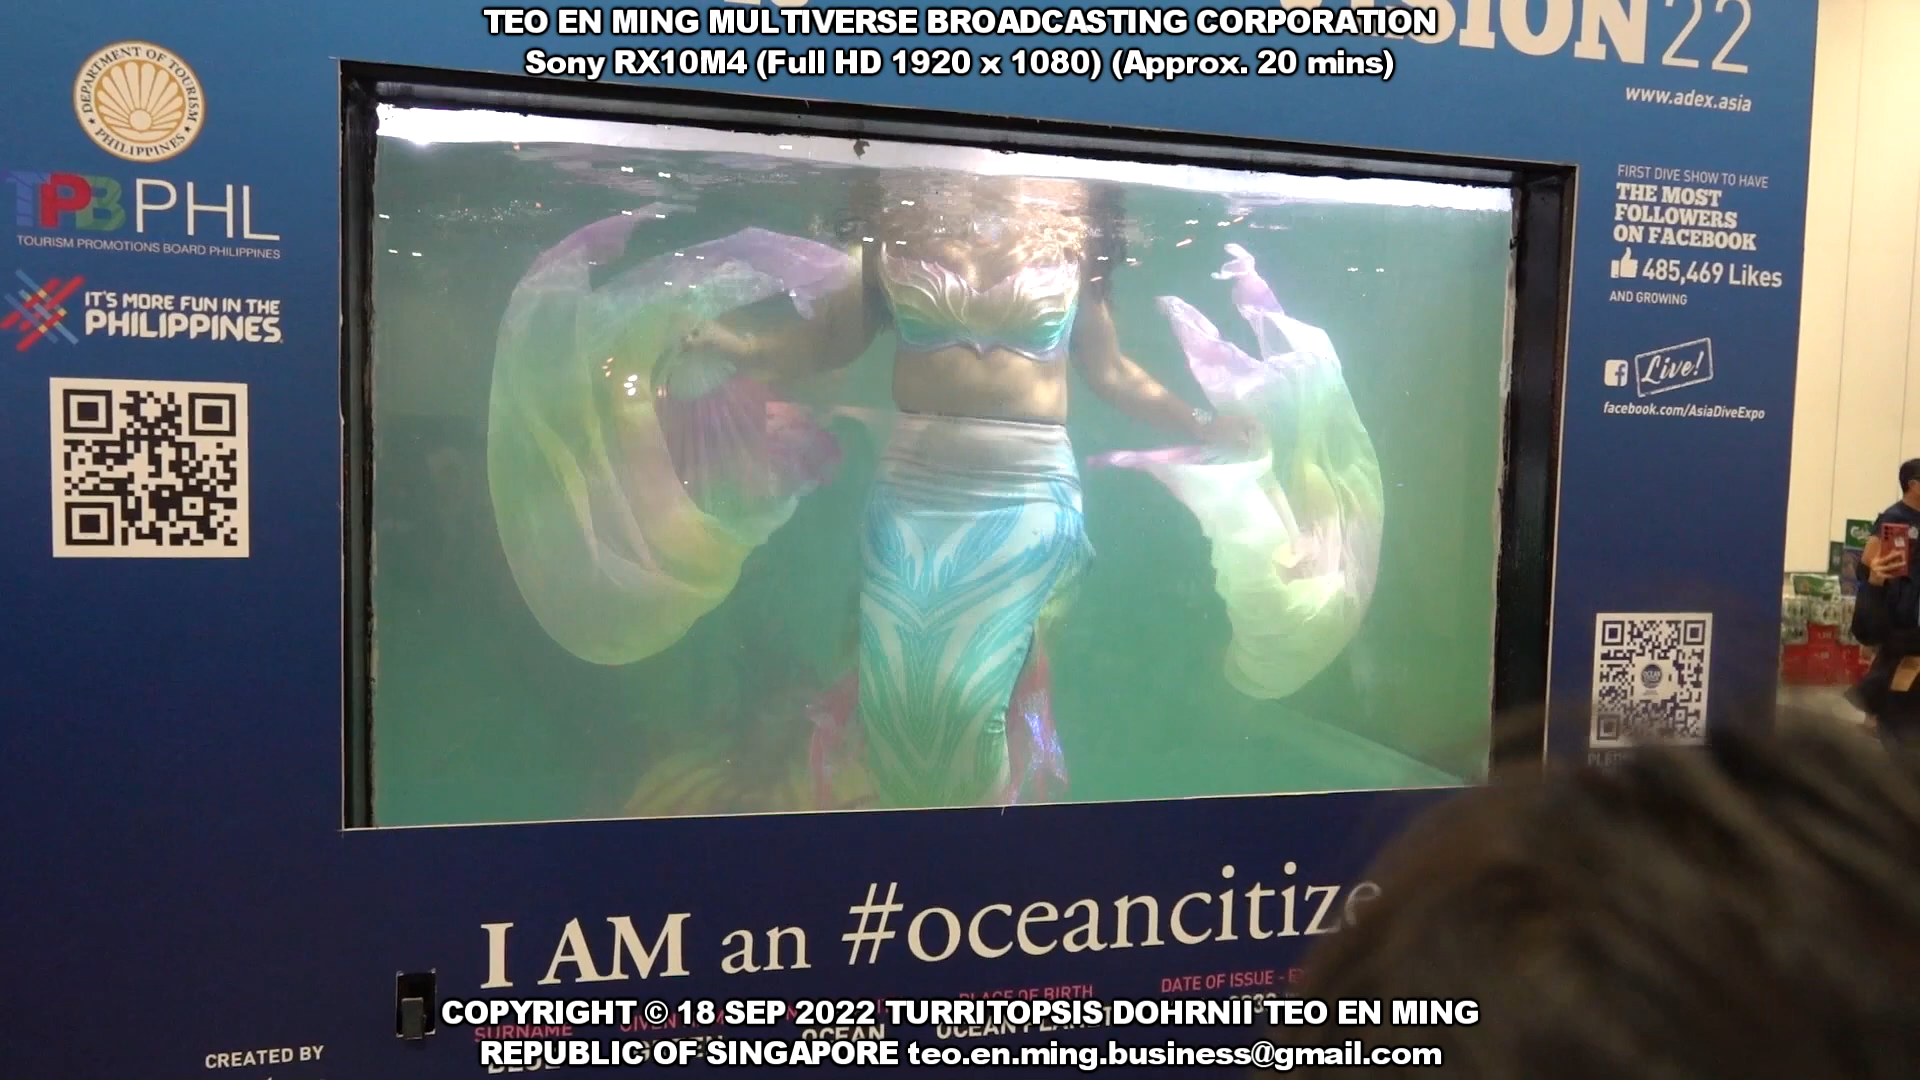 TEO EN MING MULTIVERSE BROADCASTING CORPORATION
Sony RX10M4 (Full HD 1920 x 1080) (Approx. 20 mins)
VISION 22
www.adex.asia
DEPARTMENT OF TOURISM
PHILIPPINES
TPB PHL
TOURISM PROMOTIONS BOARD PHILIPPINES
IT'S MORE FUN IN THE
PHILIPPINES
FIRST DIVE SHOW TO HAVE
THE MOST
FOLLOWERS
ON FACEBOOK
485,469 Likes
AND GROWING
f Live!
facebook.com/AsiaDiveExpo
I AM an #oceancitize
PLACE OF BIRTH
DATE OF ISSUE - E
SURNAME
OCEAN
OCEAN PLANET
COPYRIGHT © 18 SEP 2022 TURRITOPSIS DOHRNII TEO EN MING
REPUBLIC OF SINGAPORE teo.en.ming.business@gmail.com
CREATED BY